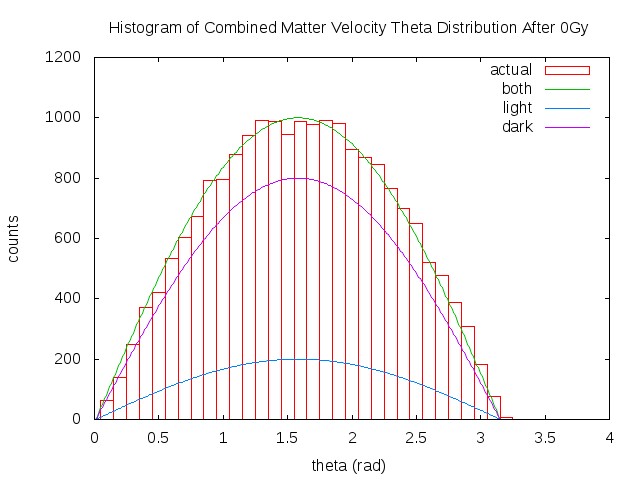 Histogram of Combined Matter Velocity Theta Distribution After 0Gy
1200
1000
800
600
400
200
0
counts
actual
both
light
dark
0 0.5 1 1.5 2 2.5 3 3.5 4
theta (rad)